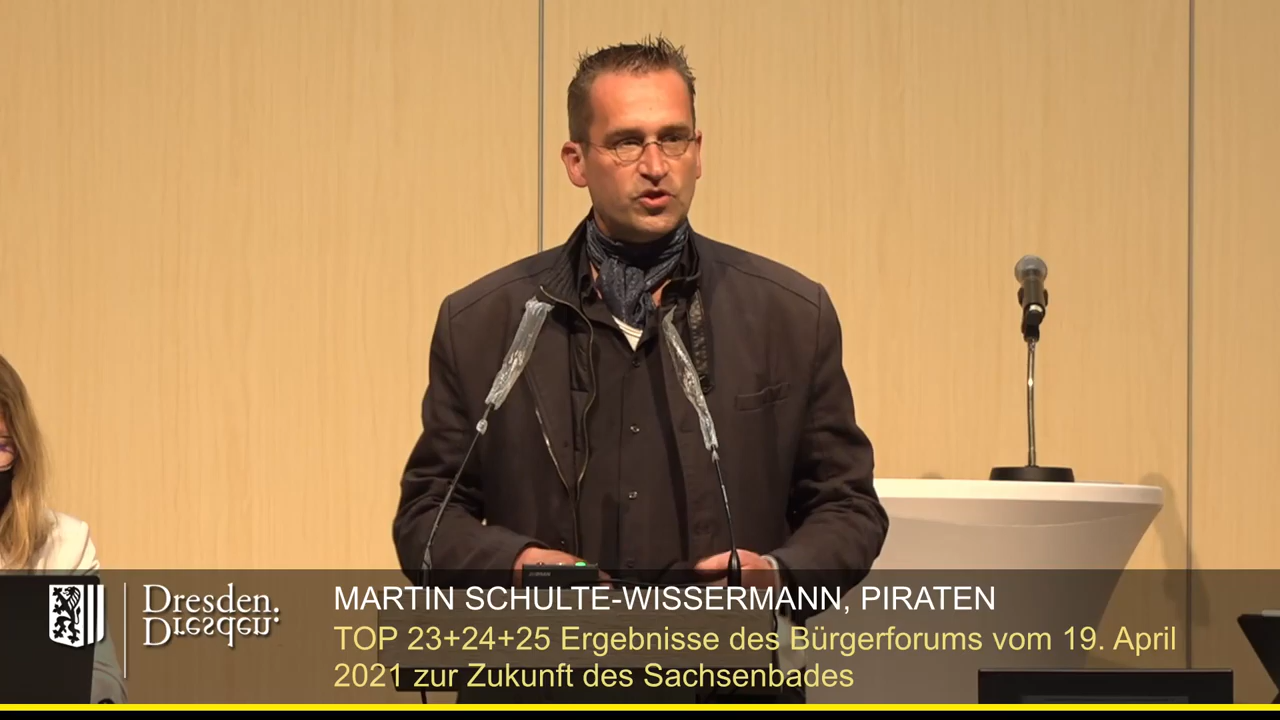 Dresden.
Dresden.
MARTIN SCHULTE-WISSERMANN, PIRATEN
TOP 23+24+25 Ergebnisse des Bürgerforums vom 19. April
2021 zur Zukunft des Sachsenbades